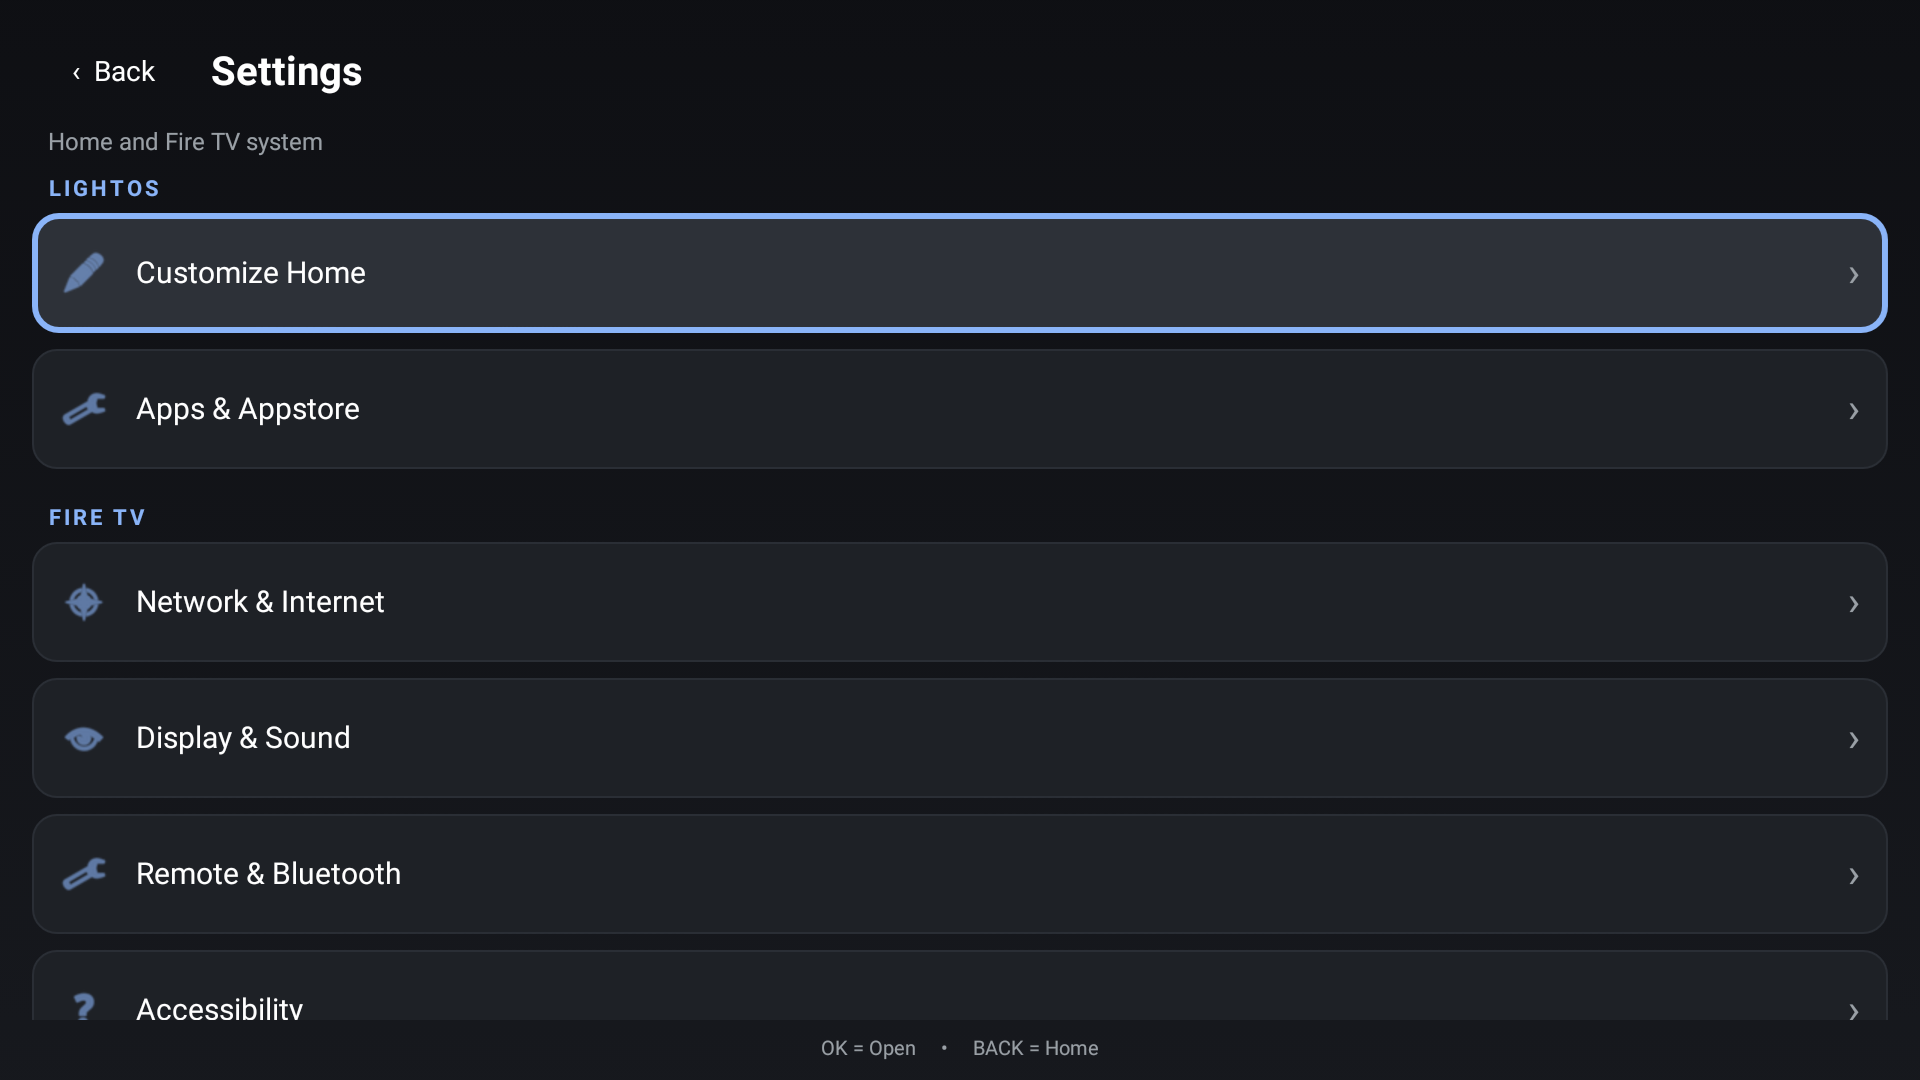 ‹ Back Settings
Home and Fire TV system
LIGHTOS
Customize Home ›
Apps & Appstore ›
FIRE TV
Network & Internet ›
Display & Sound ›
Remote & Bluetooth ›
Accessibility ›
OK = Open • BACK = Home